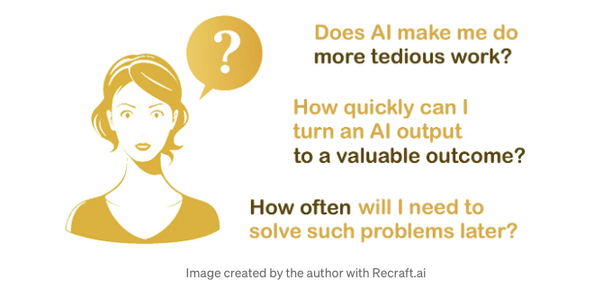 ?
Does AI make me do
more tedious work?
How quickly can I
turn an AI output
to a valuable outcome?
How often will I need to
solve such problems later?
Image created by the author with Recraft.ai